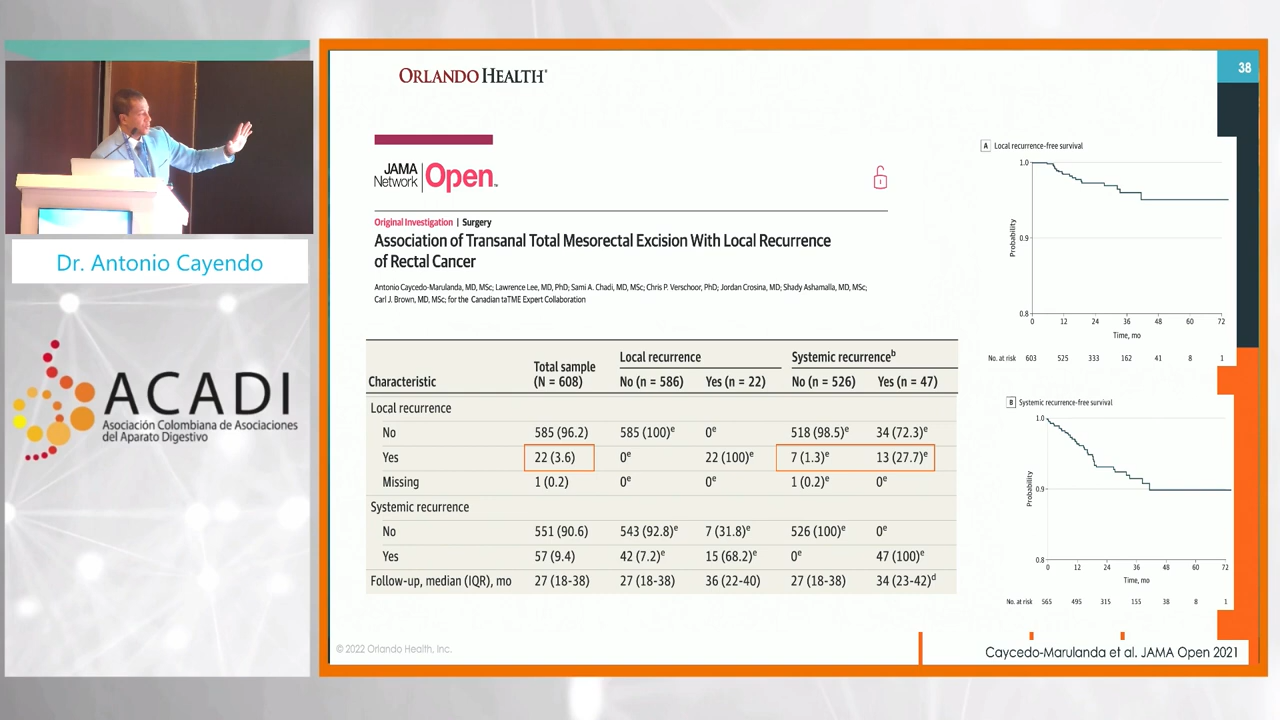 Dr. Antonio Cayendo
ACADI
Asociación Colombiana de Asociaciones
del Aparato Digestivo
38
ORLANDO HEALTH®
JAMA
Network
Open™
Original Investigation | Surgery
Association of Transanal Total Mesorectal Excision With Local Recurrence
of Rectal Cancer
Antonio Caycedo-Marulanda, MD, MSc; Lawrence Lee, MD, PhD; Sami A. Chadi, MD, MSc; Chris P. Verschoor, PhD; Jordan Crosina, MD; Shady Ashamalla, MD, MSc;
Carl J. Brown, MD, MSc; for the Canadian taTME Expert Collaboration
Characteristic Total sample (N = 608) Local recurrence Systemic recurrenceᵇ
No (n = 586) Yes (n = 22) No (n = 526) Yes (n = 47)
Local recurrence
No 585 (96.2) 585 (100)ᵉ 0ᵉ 518 (98.5)ᵉ 34 (72.3)ᵉ
Yes 22 (3.6) 0ᵉ 22 (100)ᵉ 7 (1.3)ᵉ 13 (27.7)ᵉ
Missing 1 (0.2) 0ᵉ 0ᵉ 1 (0.2)ᵉ 0ᵉ
Systemic recurrence
No 551 (90.6) 543 (92.8)ᵉ 7 (31.8)ᵉ 526 (100)ᵉ 0ᵉ
Yes 57 (9.4) 42 (7.2)ᵉ 15 (68.2)ᵉ 0ᵉ 47 (100)ᵉ
Follow-up, median (IQR), mo 27 (18-38) 27 (18-38) 36 (22-40) 27 (18-38) 34 (23-42)ᵈ
A Local recurrence-free survival
1.0
0.9
0.8
Probability
0 12 24 36 48 60 72
Time, mo
No. at risk 603 525 333 162 41 8 1
B Systemic recurrence-free survival
1.0
0.9
0.8
Probability
0 12 24 36 48 60 72
Time, mo
No. at risk 565 495 315 155 38 8 1
© 2022 Orlando Health, Inc.
Caycedo-Marulanda et al. JAMA Open 2021